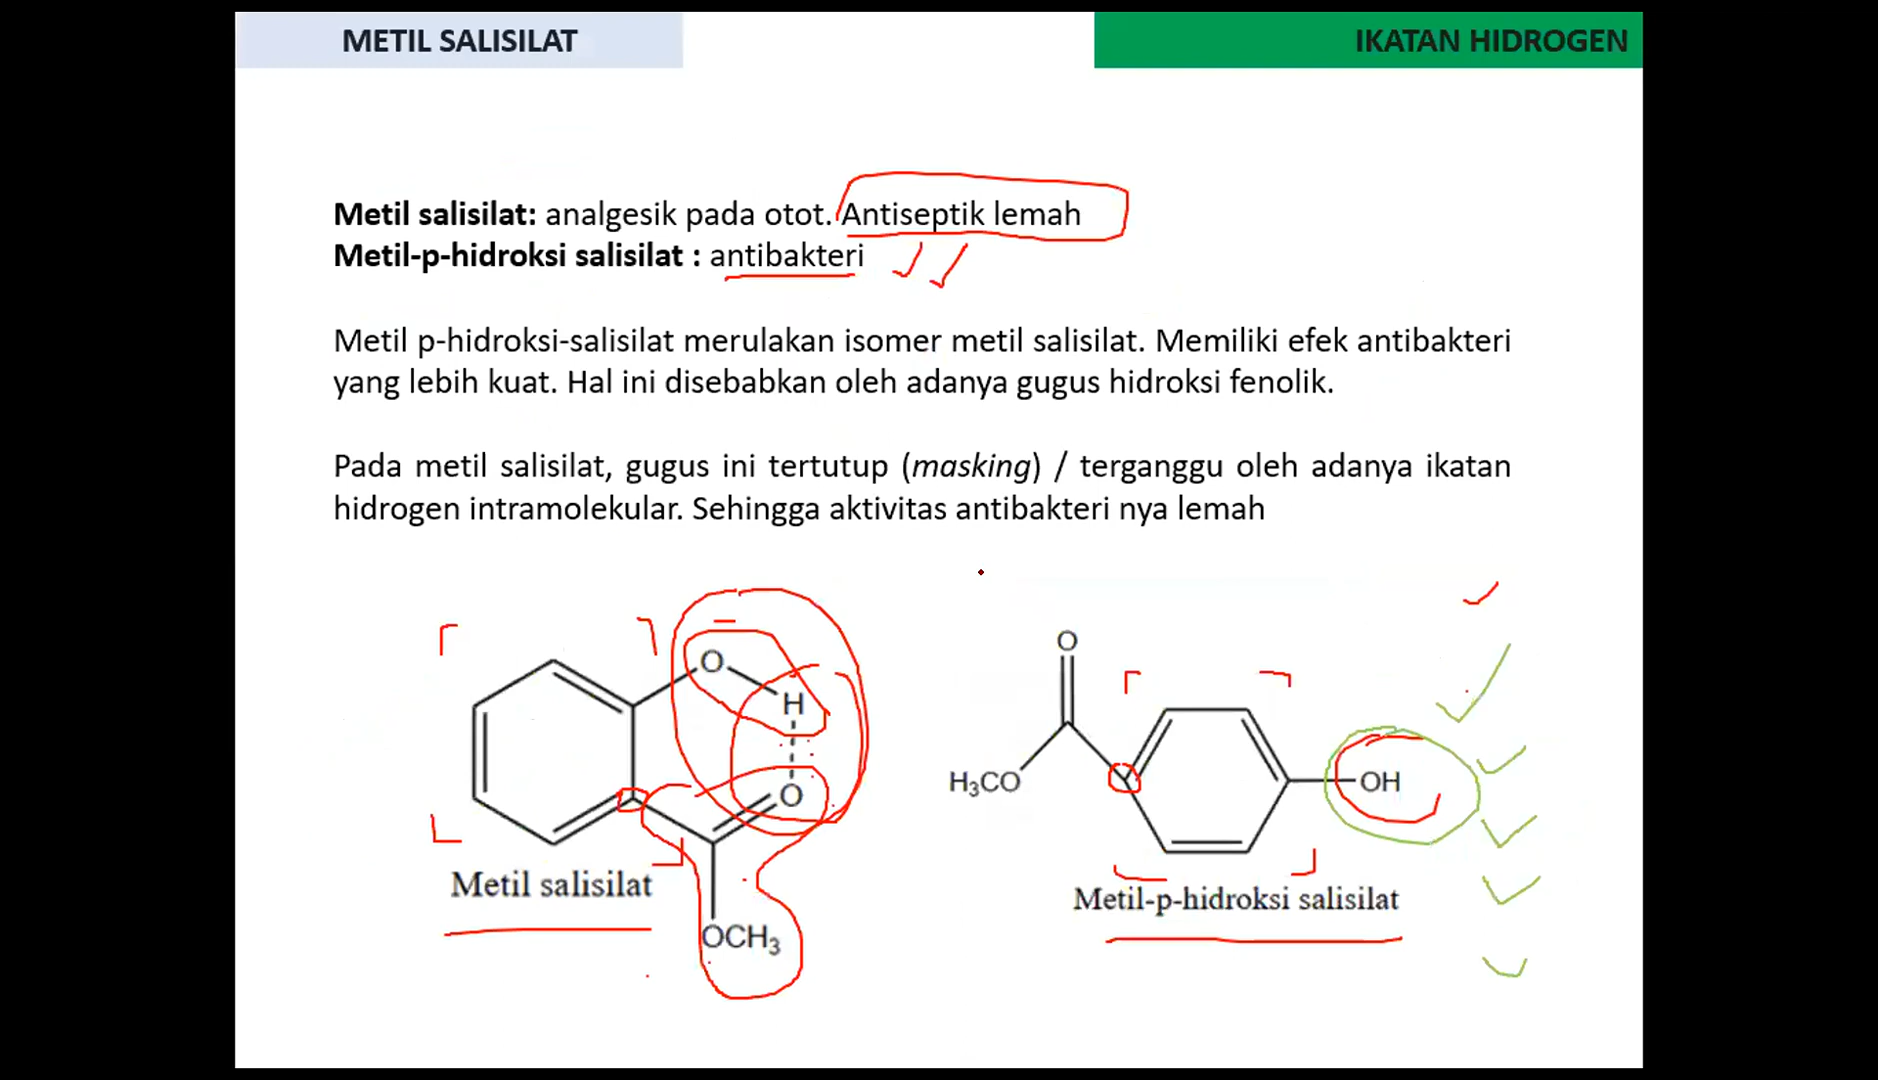 METIL SALISILAT
IKATAN HIDROGEN
Metil salisilat: analgesik pada otot. Antiseptik lemah
Metil-p-hidroksi salisilat : antibakteri
Metil p-hidroksi-salisilat merulakan isomer metil salisilat. Memiliki efek antibakteri
yang lebih kuat. Hal ini disebabkan oleh adanya gugus hidroksi fenolik.
Pada metil salisilat, gugus ini tertutup (masking) / terganggu oleh adanya ikatan
hidrogen intramolekular. Sehingga aktivitas antibakteri nya lemah
O
H
O
OCH₃
Metil salisilat
O
H₃CO
OH
Metil-p-hidroksi salisilat